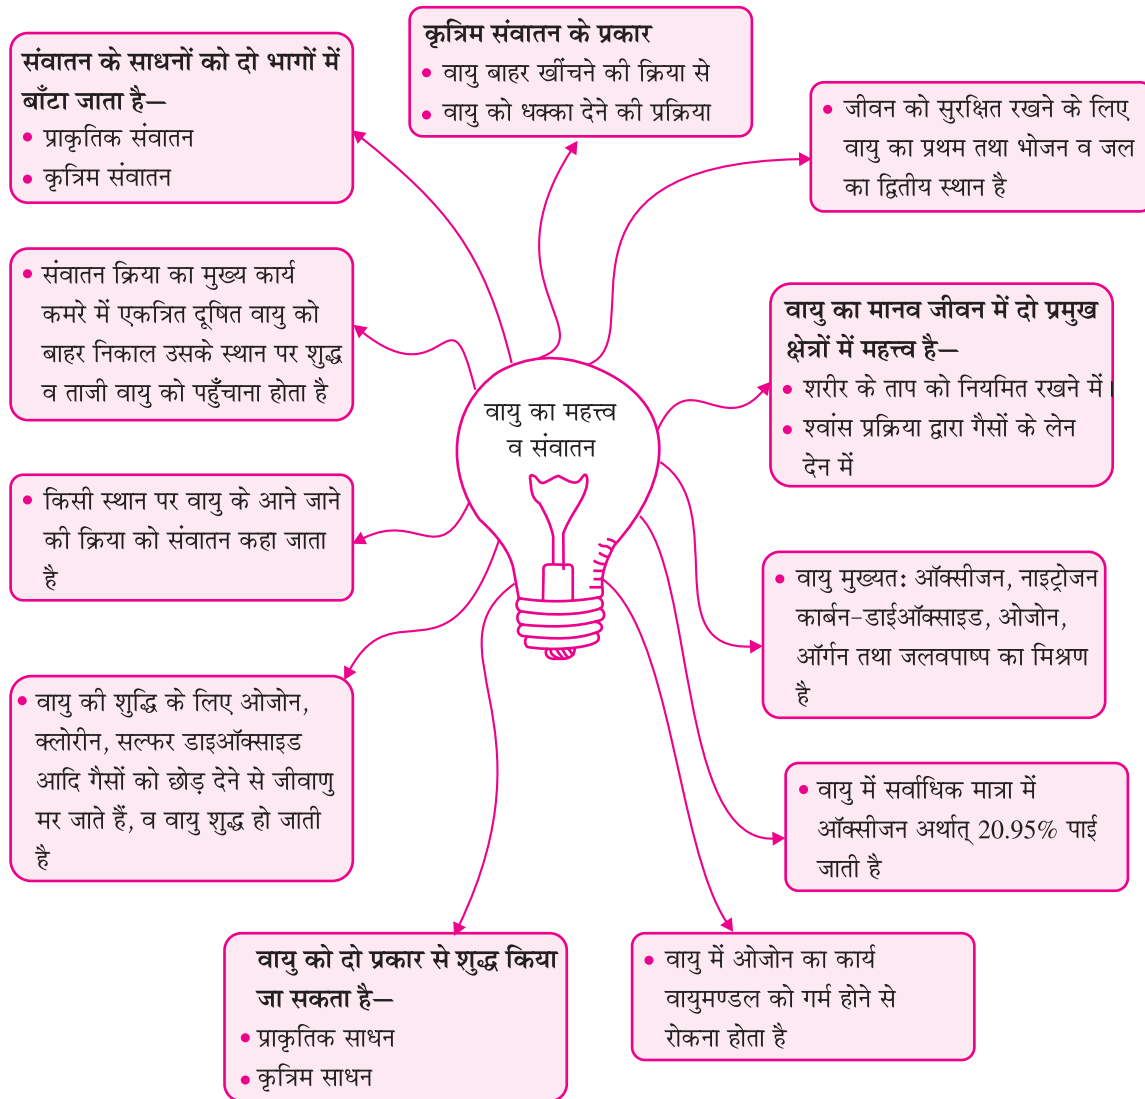 संवातन के साधनों को दो भागों में
बाँटा जाता है–
• प्राकृतिक संवातन
• कृत्रिम संवातन
कृत्रिम संवातन के प्रकार
• वायु बाहर खींचने की क्रिया से
• वायु को धक्का देने की प्रक्रिया
• जीवन को सुरक्षित रखने के लिए
वायु का प्रथम तथा भोजन व जल
का द्वितीय स्थान है
• संवातन क्रिया का मुख्य कार्य
कमरे में एकत्रित दूषित वायु को
बाहर निकाल उसके स्थान पर शुद्ध
व ताजी वायु को पहुँचाना होता है
वायु का मानव जीवन में दो प्रमुख
क्षेत्रों में महत्त्व है–
• शरीर के ताप को नियमित रखने में।
• श्वांस प्रक्रिया द्वारा गैसों के लेन
देन में
वायु का महत्त्व
व संवातन
• किसी स्थान पर वायु के आने जाने
की क्रिया को संवातन कहा जाता
है
• वायु मुख्यत: ऑक्सीजन, नाइट्रोजन
कार्बन-डाईऑक्साइड, ओजोन,
ऑर्गन तथा जलवपाष्प का मिश्रण
है
• वायु की शुद्धि के लिए ओजोन,
क्लोरीन, सल्फर डाइऑक्साइड
आदि गैसों को छोड़ देने से जीवाणु
मर जाते हैं, व वायु शुद्ध हो जाती
है
• वायु में सर्वाधिक मात्रा में
ऑक्सीजन अर्थात् 20.95% पाई
जाती है
वायु को दो प्रकार से शुद्ध किया
जा सकता है–
• प्राकृतिक साधन
• कृत्रिम साधन
• वायु में ओजोन का कार्य
वायुमण्डल को गर्म होने से
रोकना होता है